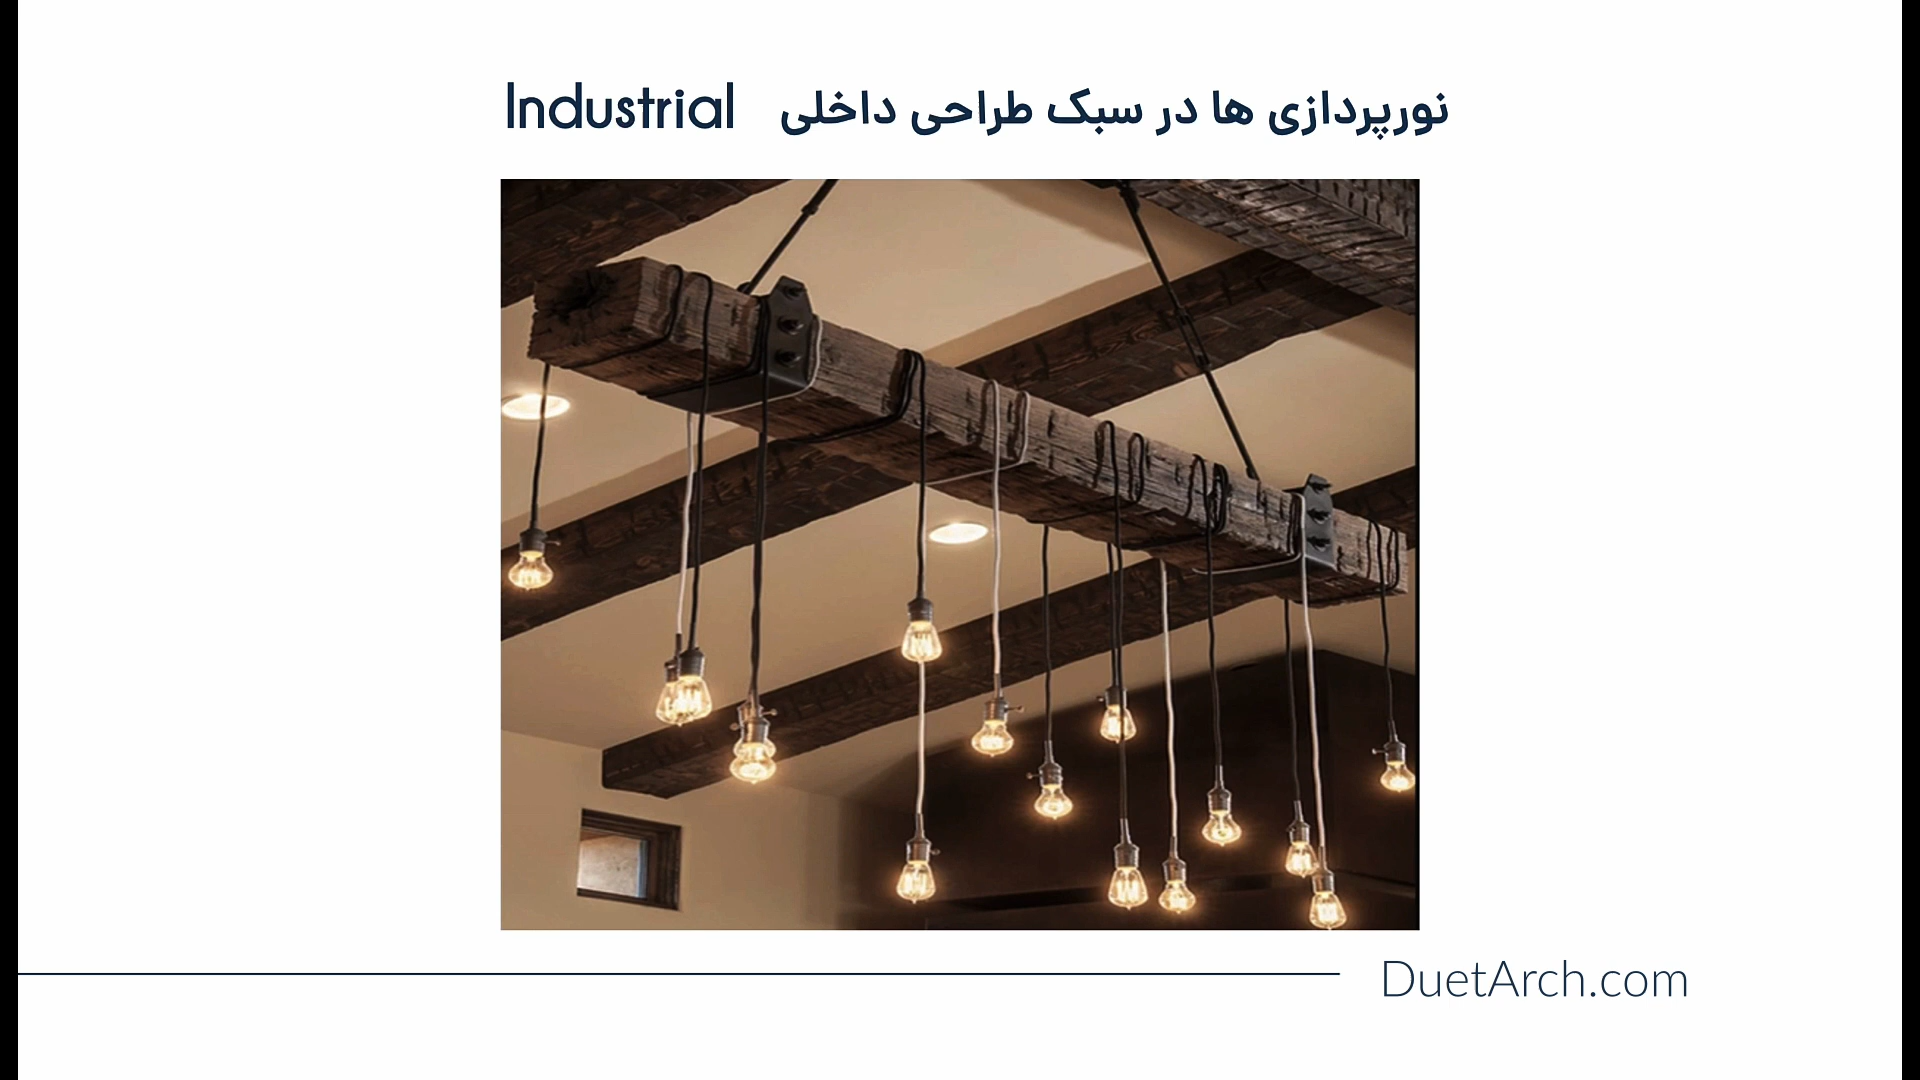 نورپردازی ها در سبک طراحی داخلی Industrial
DuetArch.com